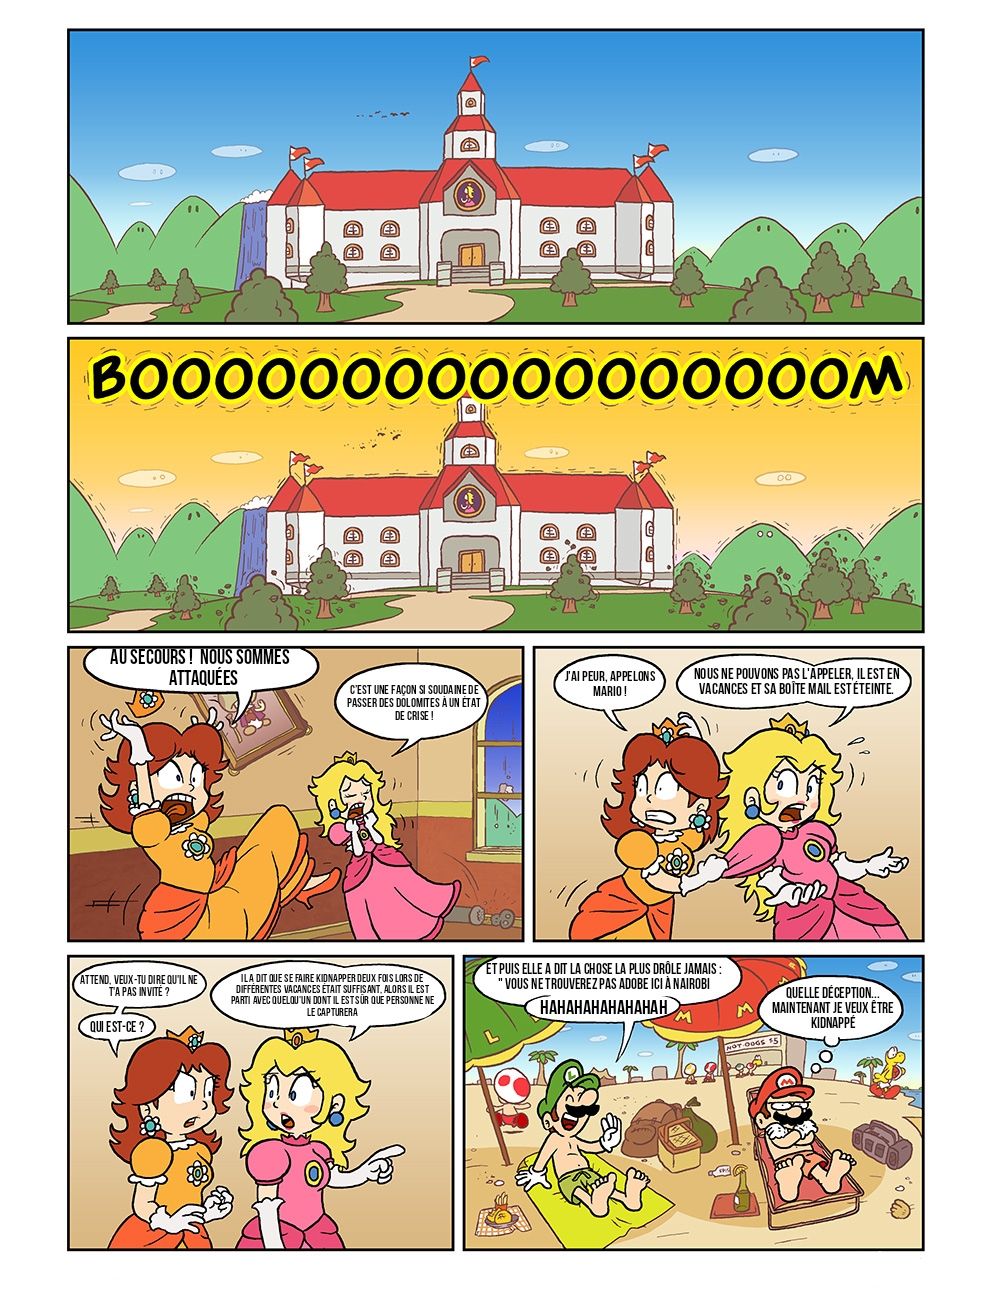 BOOOOOOOOOOOOOOOOOM
AU SECOURS ! NOUS SOMMES
ATTAQUÉES
C'EST UNE FAÇON SI SOUDAINE DE
PASSER DES DOLOMITES À UN ÉTAT
DE CRISE !
J'AI PEUR, APPELONS
MARIO !
NOUS NE POUVONS PAS L'APPELER, IL EST EN
VACANCES ET SA BOÎTE MAIL EST ÉTEINTE.
ATTEND, VEUX-TU DIRE QU'IL NE
T'A PAS INVITÉ ?
QUI EST-CE ?
IL A DIT QUE SE FAIRE KIDNAPPER DEUX FOIS LORS DE
DIFFÉRENTES VACANCES ÉTAIT SUFFISANT, ALORS IL EST
PARTI AVEC QUELQU'UN DONT IL EST SÛR QUE PERSONNE NE
LE CAPTURERA
ET PUIS ELLE A DIT LA CHOSE LA PLUS DRÔLE JAMAIS :
" VOUS NE TROUVEREZ PAS ADOBE ICI À NAIROBI
HAHAHAHAHAHAHAH
QUELLE DÉCEPTION...
MAINTENANT JE VEUX ÊTRE
KIDNAPPÉ
L
M
M
HOT-DOGS 1$
M